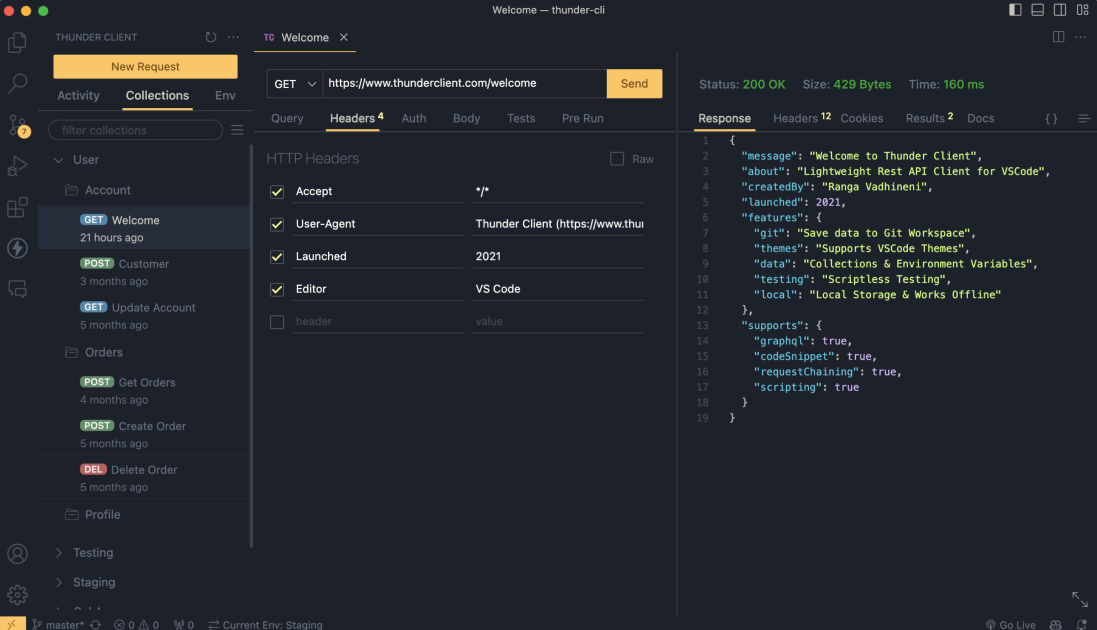 Welcome — thunder-cli
THUNDER CLIENT
New Request
Activity Collections Env
filter collections
User
Account
GET Welcome
21 hours ago
POST Customer
3 months ago
GET Update Account
5 months ago
Orders
POST Get Orders
4 months ago
POST Create Order
5 months ago
DEL Delete Order
5 months ago
Profile
Testing
Staging
7
TC Welcome
GET https://www.thunderclient.com/welcome Send
Query Headers 4 Auth Body Tests Pre Run
HTTP Headers Raw
Accept */*
User-Agent Thunder Client (https://www.thun
Launched 2021
Editor VS Code
header value
Status: 200 OK Size: 429 Bytes Time: 160 ms
Response Headers 12 Cookies Results 2 Docs { }
1 {
2 "message": "Welcome to Thunder Client",
3 "about": "Lightweight Rest API Client for VSCode",
4 "createdBy": "Ranga Vadhineni",
5 "launched": 2021,
6 "features": {
7 "git": "Save data to Git Workspace",
8 "themes": "Supports VSCode Themes",
9 "data": "Collections & Environment Variables",
10 "testing": "Scriptless Testing",
11 "local": "Local Storage & Works Offline"
12 },
13 "supports": {
14 "graphql": true,
15 "codeSnippet": true,
16 "requestChaining": true,
17 "scripting": true
18 }
19 }
master* 0 0 0 Current Env: Staging Go Live